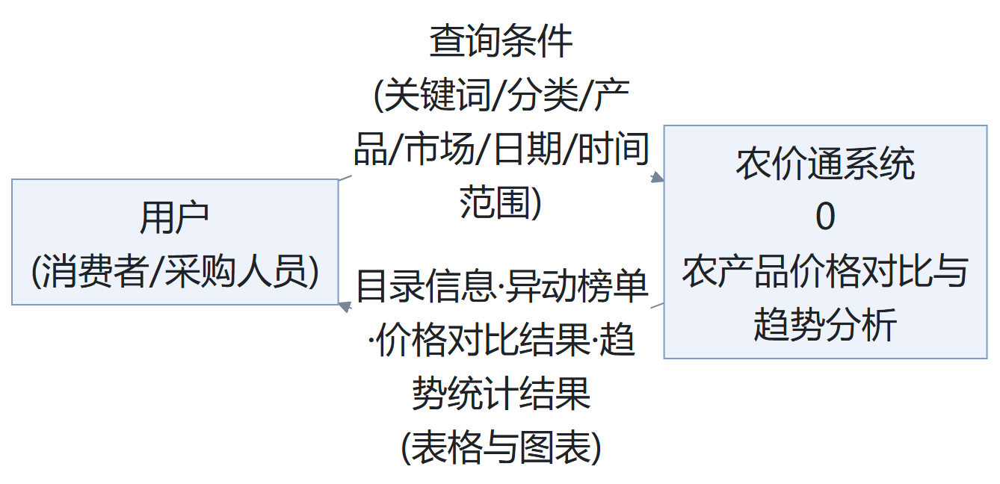 查询条件
(关键词/分类/产
品/市场/日期/时间
范围)
用户
(消费者/采购人员)
农价通系统
0
农产品价格对比与
趋势分析
目录信息·异动榜单
·价格对比结果·趋
势统计结果
(表格与图表)